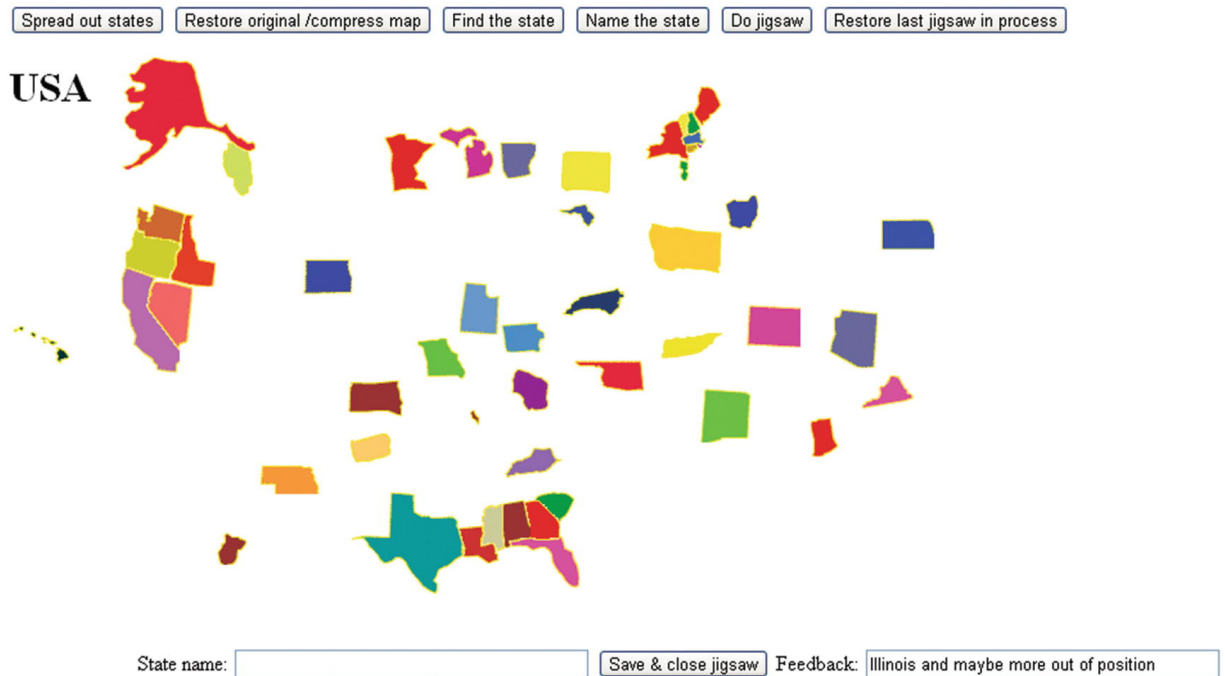 Spread out states Restore original /compress map Find the state Name the state Do jigsaw Restore last jigsaw in process
USA
State name: Save & close jigsaw Feedback: Illinois and maybe more out of position